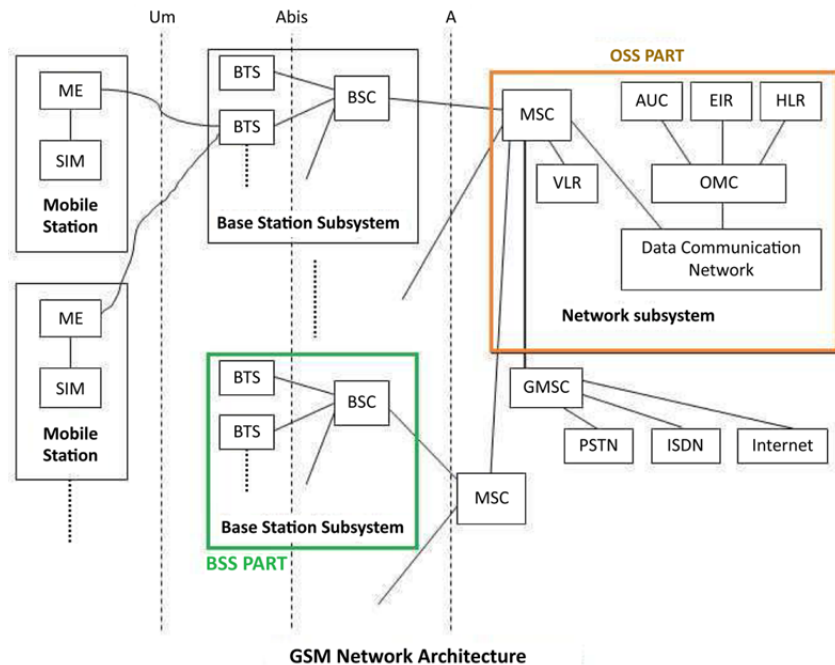 Um
Abis
A
OSS PART
ME
SIM
Mobile
Station
BTS
BTS
BSC
Base Station Subsystem
MSC
VLR
AUC
EIR
HLR
OMC
Data Communication
Network
Network subsystem
ME
SIM
Mobile
Station
BTS
BTS
BSC
Base Station Subsystem
BSS PART
MSC
GMSC
PSTN
ISDN
Internet
GSM Network Architecture